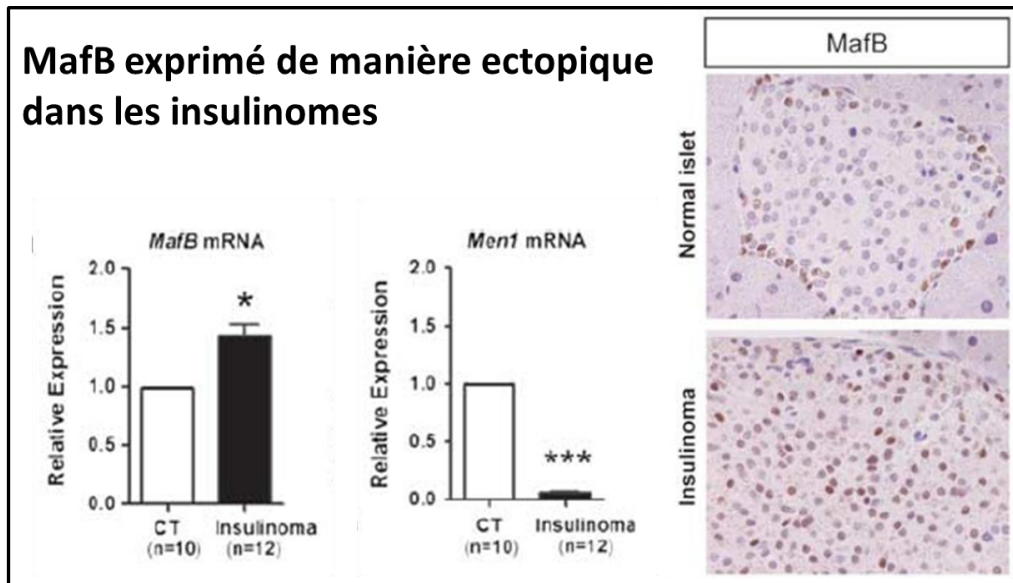 MafB exprimé de manière ectopique
dans les insulinomes
MafB mRNA
Relative Expression
2.0
1.5
1.0
0.5
0.0
*
CT
(n=10)
Insulinoma
(n=12)
Men1 mRNA
Relative Expression
2.0
1.5
1.0
0.5
0.0
***
CT
(n=10)
Insulinoma
(n=12)
MafB
Normal islet
Insulinoma